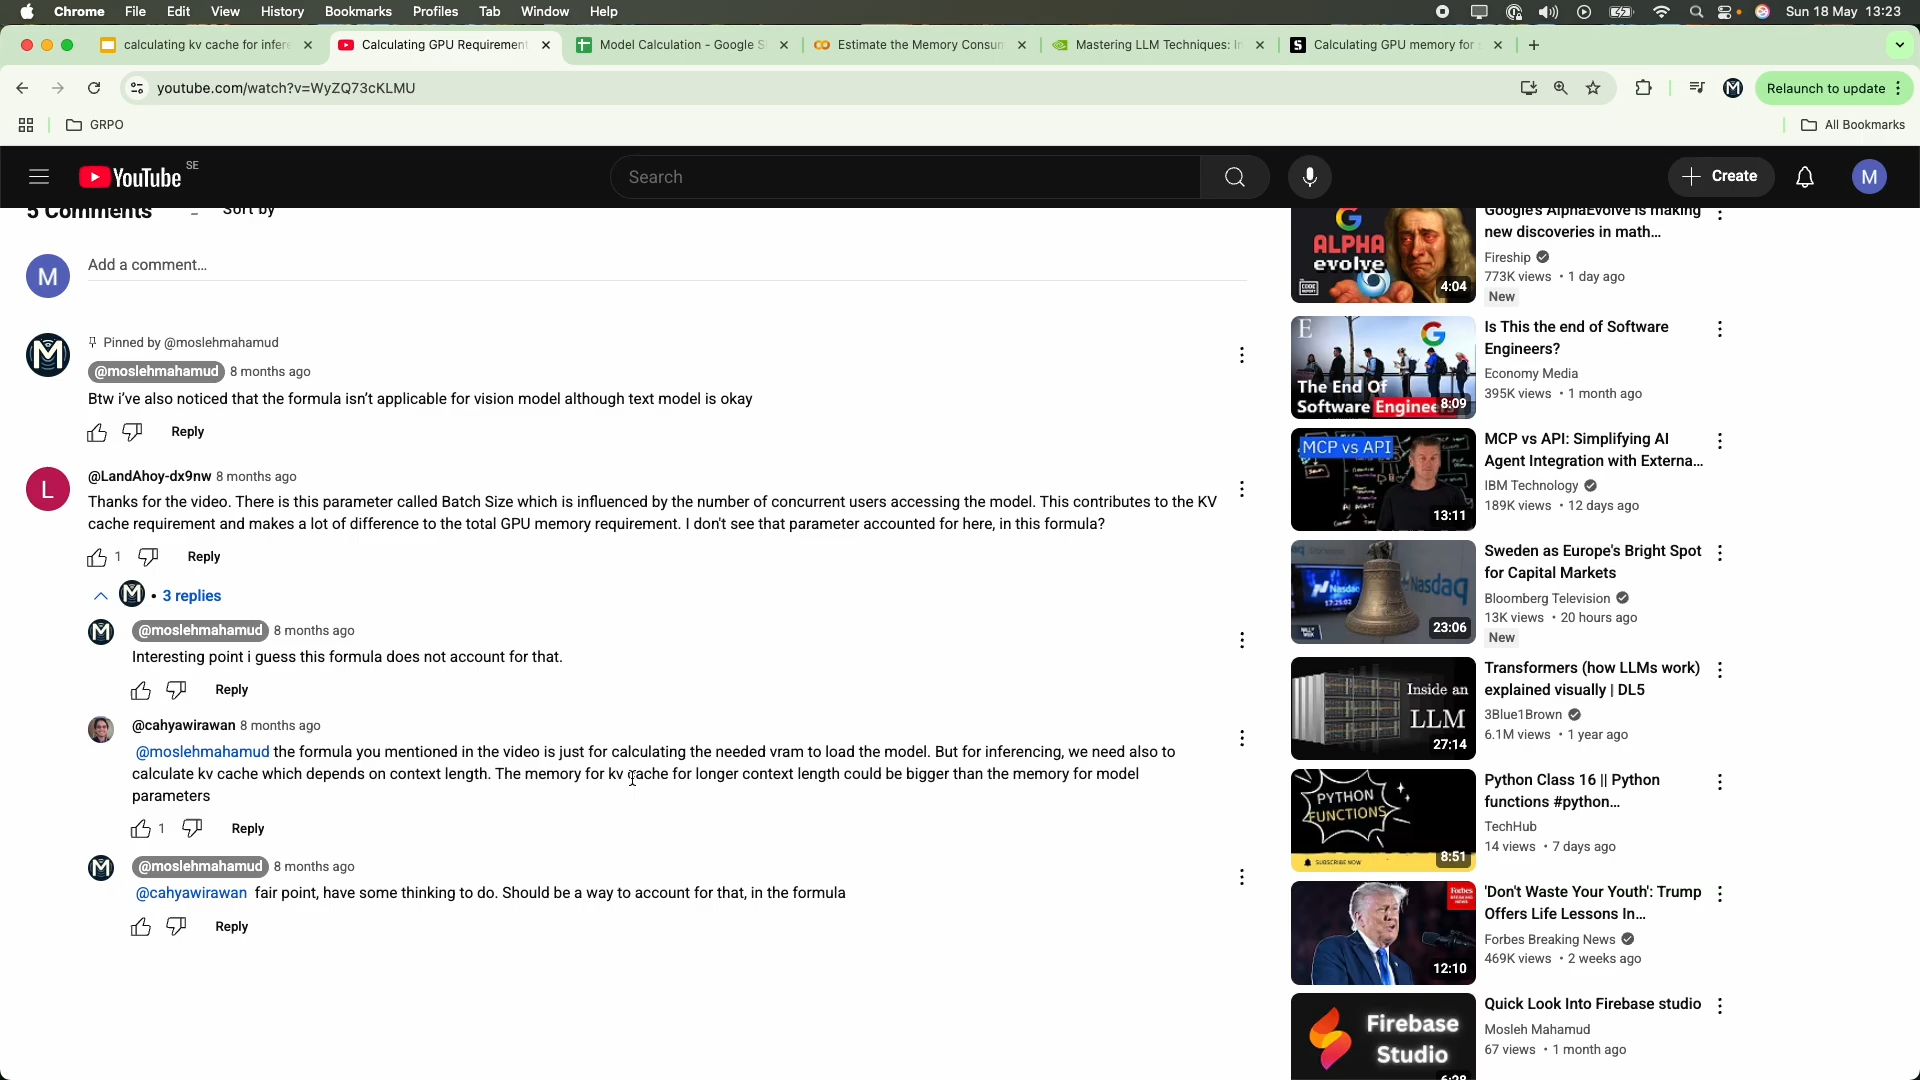 Chrome File Edit View History Bookmarks Profiles Tab Window Help Sun 18 May 13:23
calculating kv cache for infere Calculating GPU Requirement Model Calculation - Google S Estimate the Memory Consum Mastering LLM Techniques: In Calculating GPU memory for
youtube.com/watch?v=WyZQ73cKLMU Relaunch to update
GRPO All Bookmarks
YouTube SE Search Create M
5 Comments Sort by
M Add a comment...
Pinned by @moslehmahamud
@moslehmahamud 8 months ago
Btw i've also noticed that the formula isn't applicable for vision model although text model is okay
Reply
L @LandAhoy-dx9nw 8 months ago
Thanks for the video. There is this parameter called Batch Size which is influenced by the number of concurrent users accessing the model. This contributes to the KV
cache requirement and makes a lot of difference to the total GPU memory requirement. I don't see that parameter accounted for here, in this formula?
1 Reply
M • 3 replies
@moslehmahamud 8 months ago
Interesting point i guess this formula does not account for that.
Reply
@cahyawirawan 8 months ago
@moslehmahamud the formula you mentioned in the video is just for calculating the needed vram to load the model. But for inferencing, we need also to
calculate kv cache which depends on context length. The memory for kv cache for longer context length could be bigger than the memory for model
parameters
1 Reply
@moslehmahamud 8 months ago
@cahyawirawan fair point, have some thinking to do. Should be a way to account for that, in the formula
Reply
ALPHA
evolve
4:04
Google's AlphaEvolve is making
new discoveries in math...
Fireship
773K views • 1 day ago
New
E
The End Of
Software Engineers
8:09
Is This the end of Software
Engineers?
Economy Media
395K views • 1 month ago
MCP vs API
13:11
MCP vs API: Simplifying AI
Agent Integration with Externa...
IBM Technology
189K views • 12 days ago
Nasdaq
23:06
Sweden as Europe's Bright Spot
for Capital Markets
Bloomberg Television
13K views • 20 hours ago
New
Inside an
LLM
27:14
Transformers (how LLMs work)
explained visually | DL5
3Blue1Brown
6.1M views • 1 year ago
PYTHON
FUNCTIONS
SUBSCRIBE NOW
8:51
Python Class 16 || Python
functions #python...
TechHub
14 views • 7 days ago
Forbes
12:10
'Don't Waste Your Youth': Trump
Offers Life Lessons In...
Forbes Breaking News
469K views • 2 weeks ago
Firebase
Studio
6:28
Quick Look Into Firebase studio
Mosleh Mahamud
67 views • 1 month ago